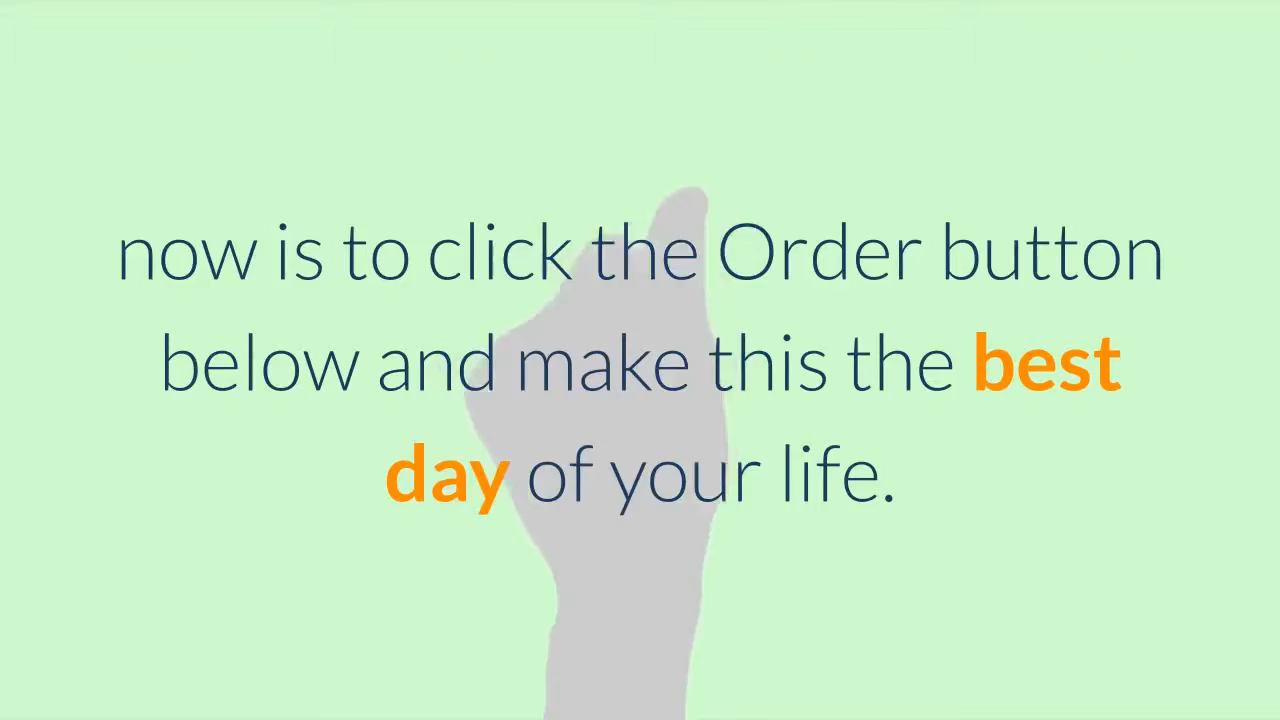 now is to click the Order button
below and make this the best
day of your life.